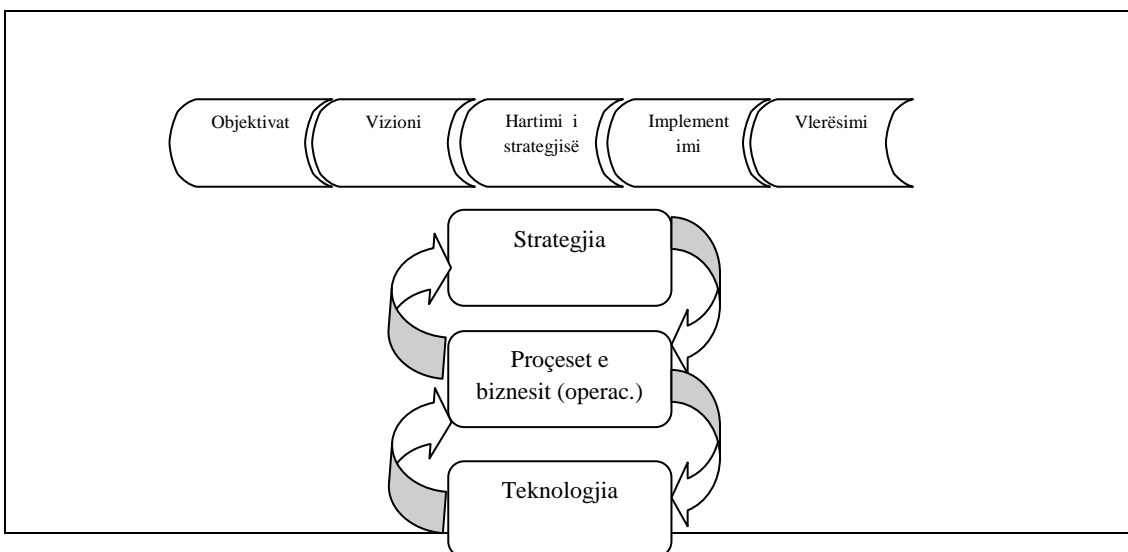 Objektivat
Vizioni
Hartimi i
strategjisë
Implement
imi
Vlerësimi
Strategjia
Proçeset e
biznesit (operac.)
Teknologjia